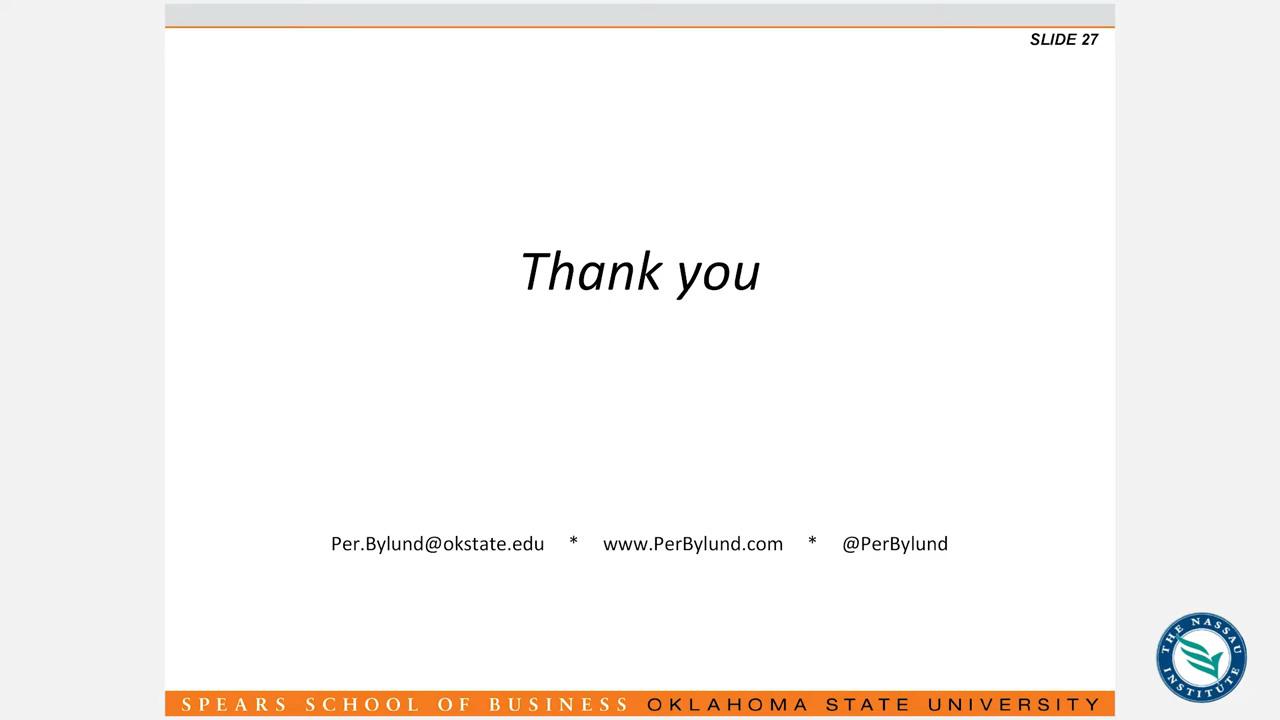 SLIDE 27
Thank you
Per.Bylund@okstate.edu * www.PerBylund.com * @PerBylund
THE NASSAU INSTITUTE
SPEARS SCHOOL OF BUSINESS OKLAHOMA STATE UNIVERSITY